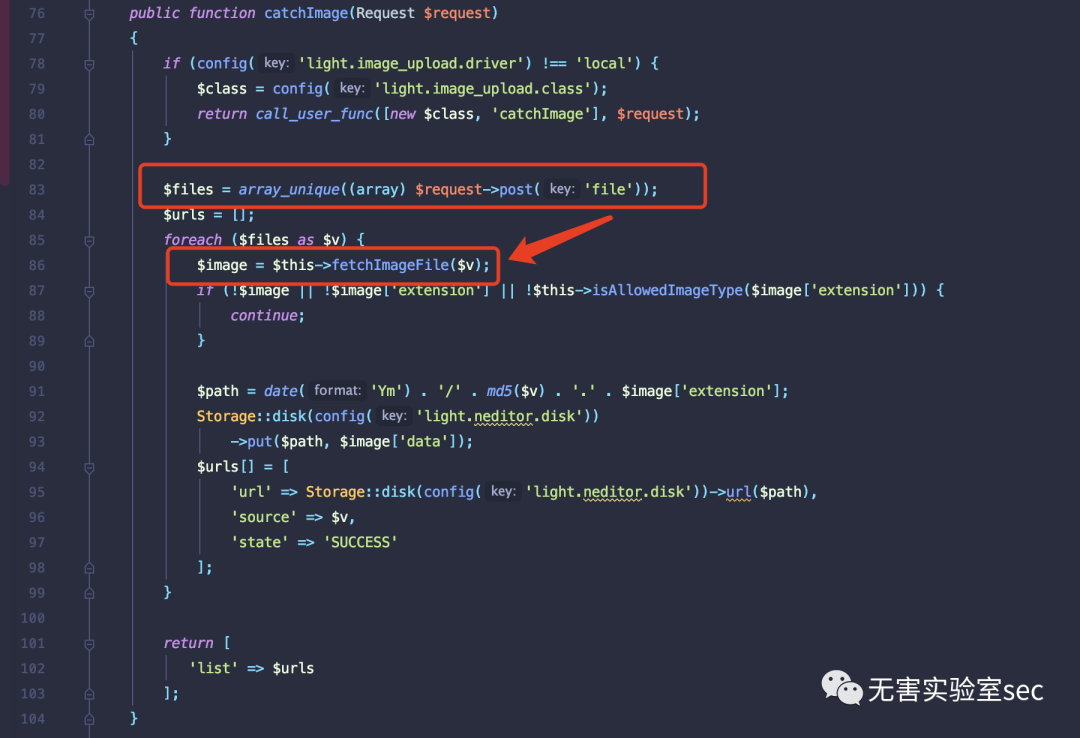 76 public function catchImage(Request $request)
77 {
78 if (config( key: 'light.image_upload.driver') !== 'local') {
79 $class = config( key: 'light.image_upload.class');
80 return call_user_func([new $class, 'catchImage'], $request);
81 }
82
83 $files = array_unique((array) $request->post( key: 'file'));
84 $urls = [];
85 foreach ($files as $v) {
86 $image = $this->fetchImageFile($v);
87 if (!$image || !$image['extension'] || !$this->isAllowedImageType($image['extension'])) {
88 continue;
89 }
90
91 $path = date( format: 'Ym') . '/' . md5($v) . '.' . $image['extension'];
92 Storage::disk(config( key: 'light.neditor.disk'))
93 ->put($path, $image['data']);
94 $urls[] = [
95 'url' => Storage::disk(config( key: 'light.neditor.disk'))->url($path),
96 'source' => $v,
97 'state' => 'SUCCESS'
98 ];
99 }
100
101 return [
102 'list' => $urls
103 ];
104 }
无害实验室sec